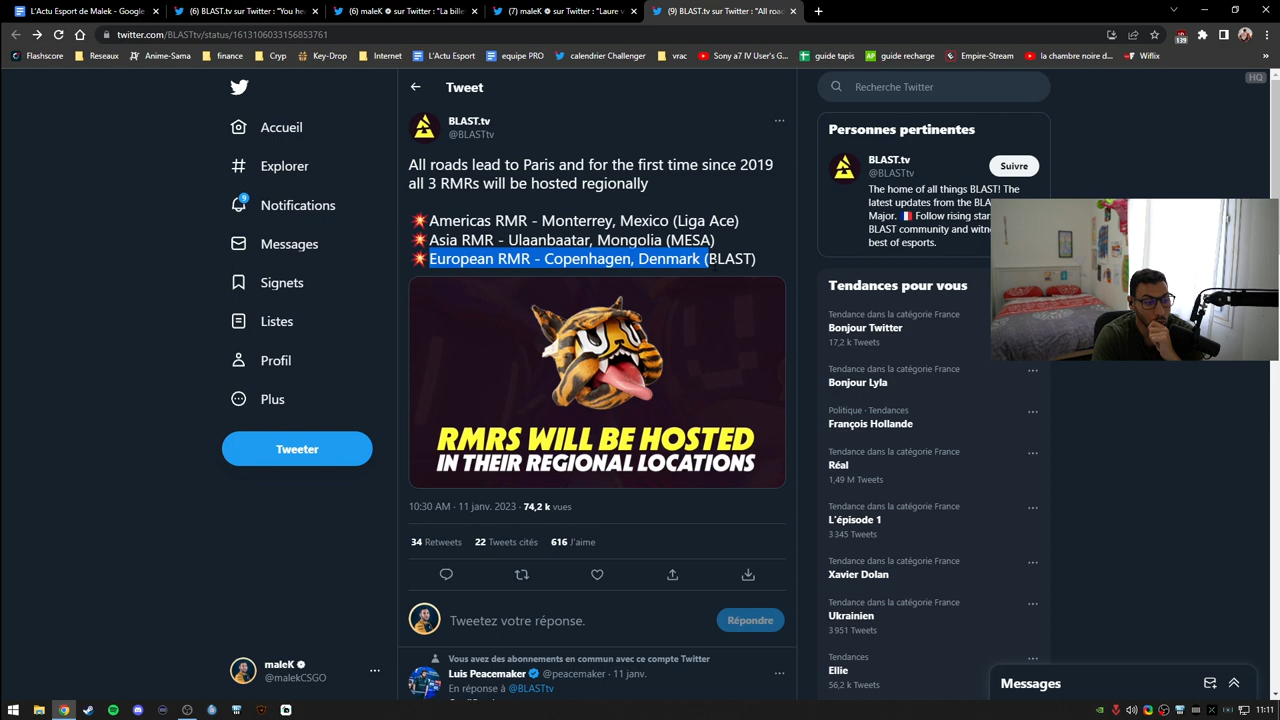 L'Actu Esport de Malek - Google
(6) BLAST.tv sur Twitter : "You he
(6) maleK sur Twitter : "La bille
(7) maleK sur Twitter : "Laure v
(9) BLAST.tv sur Twitter : "All road
twitter.com/BLASTtv/status/1613106033156853761
139
Flashscore
Reseaux
Anime-Sama
finance
Cryp
Key-Drop
Internet
L'Actu Esport
equipe PRO
calendrier Challenger
vrac
Sony a7 IV User's G...
guide tapis
guide recharge
Empire-Stream
la chambre noire d...
Wiflix
HQ
Accueil
Explorer
9
Notifications
Messages
Signets
Listes
Profil
Plus
Tweeter
maleK
@malekCSGO
Tweet
BLAST.tv
@BLASTtv
All roads lead to Paris and for the first time since 2019
all 3 RMRs will be hosted regionally
💥Americas RMR - Monterrey, Mexico (Liga Ace)
💥Asia RMR - Ulaanbaatar, Mongolia (MESA)
💥European RMR - Copenhagen, Denmark (BLAST)
RMRS WILL BE HOSTED
IN THEIR REGIONAL LOCATIONS
10:30 AM · 11 janv. 2023 · 74,2 k vues
34 Retweets 22 Tweets cités 616 J'aime
Tweetez votre réponse.
Répondre
Vous avez des abonnements en commun avec ce compte Twitter
Luis Peacemaker @peacemaker · 11 janv.
En réponse à @BLASTtv
Recherche Twitter
Personnes pertinentes
BLAST.tv
@BLASTtv
Suivre
The home of all things BLAST! The
latest updates from the
Major. 🇫🇷 Follow rising
BLAST community and
best of esports.
Tendances pour vous
Tendance dans la catégorie France
Bonjour Twitter
17,2 k Tweets
Tendance dans la catégorie France
Bonjour Lyla
Politique · Tendances
François Hollande
Tendance dans la catégorie France
Réal
1,49 M Tweets
Tendance dans la catégorie France
L'épisode 1
3 345 Tweets
Tendance dans la catégorie France
Xavier Dolan
Tendance dans la catégorie France
Ukrainien
3 951 Tweets
Tendances
Ellie
56,2 k Tweets
Messages
11:11